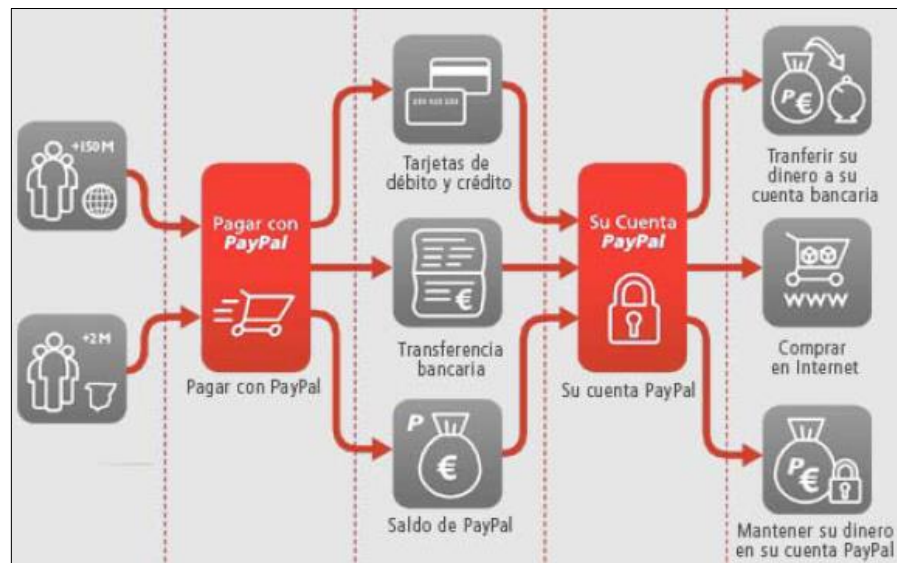 +150 M
+2 M
Pagar con
PayPal
Pagar con PayPal
Tarjetas de
débito y crédito
€
Transferencia
bancaria
P
€
Saldo de PayPal
Su Cuenta
PayPal
Su cuenta PayPal
P€
Tranferir su
dinero a su
cuenta bancaria
WWW
Comprar
en Internet
P€
Mantener su dinero
en su cuenta PayPal